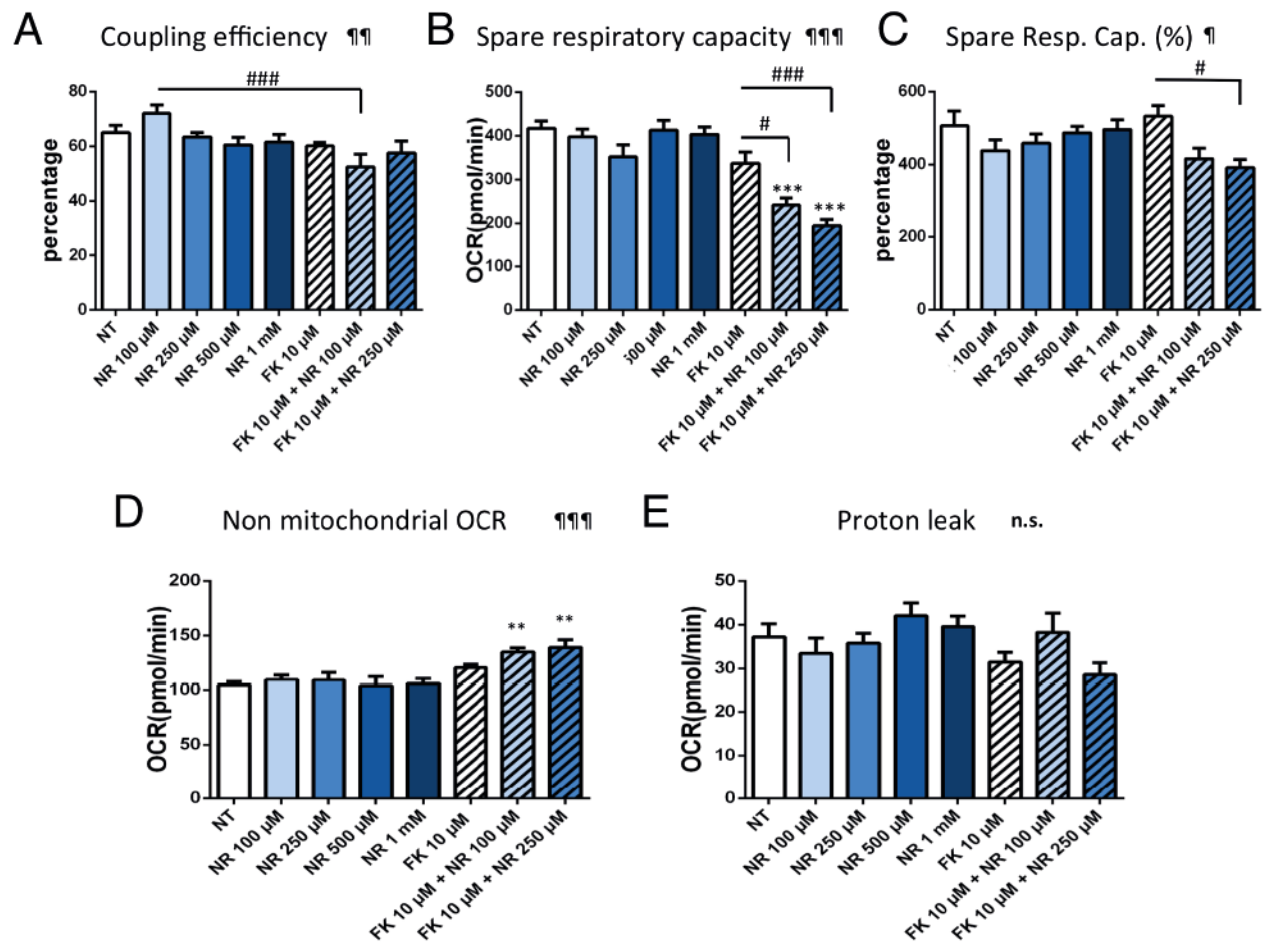 A Coupling efficiency ¶¶
###
80
60
40
20
0
percentage
NT
NR 100 µM
NR 250 µM
NR 500 µM
NR 1 mM
FK 10 µM
FK 10 µM + NR 100 µM
FK 10 µM + NR 250 µM
B Spare respiratory capacity ¶¶¶
###
#
***
***
500
400
300
200
100
0
OCR(pmol/min)
NT
NR 100 µM
NR 250 µM
500 µM
NR 1 mM
FK 10 µM
FK 10 µM + NR 100 µM
FK 10 µM + NR 250 µM
C Spare Resp. Cap. (%) ¶
#
600
400
200
0
percentage
NT
100 µM
NR 250 µM
NR 500 µM
NR 1 mM
FK 10 µM
FK 10 µM + NR 100 µM
FK 10 µM + NR 250 µM
D Non mitochondrial OCR ¶¶¶
**
**
200
150
100
50
0
OCR(pmol/min)
NT
NR 100 µM
NR 250 µM
NR 500 µM
NR 1 mM
FK 10 µM
FK 10 µM + NR 100 µM
FK 10 µM + NR 250 µM
E Proton leak n.s.
50
40
30
20
10
0
OCR(pmol/min)
NT
NR 100 µM
NR 250 µM
NR 500 µM
NR 1 mM
FK 10 µM
FK 10 µM + NR 100 µM
FK 10 µM + NR 250 µM